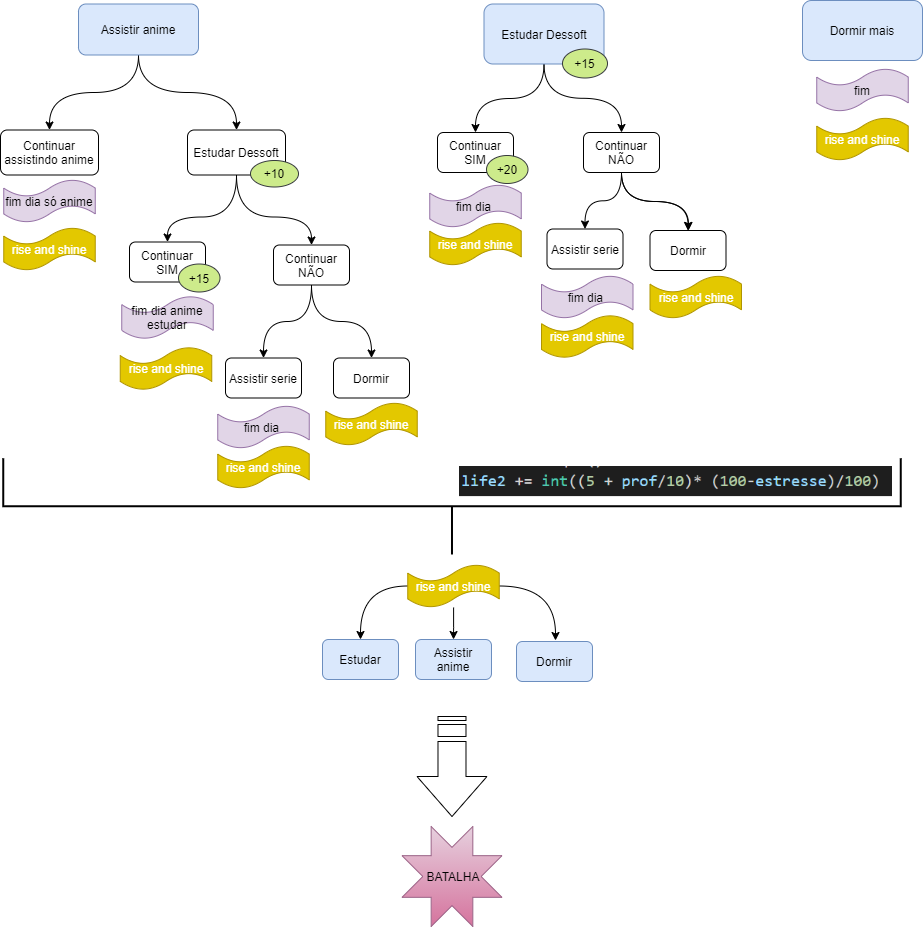 Assistir anime
Estudar Dessoft
+15
Dormir mais
fim
rise and shine
Continuar
assistindo anime
fim dia só anime
rise and shine
Estudar Dessoft
+10
Continuar
SIM
+15
fim dia anime
estudar
rise and shine
Continuar
NÃO
Assistir serie
fim dia
rise and shine
Dormir
rise and shine
Continuar
SIM
+20
fim dia
rise and shine
Continuar
NÃO
Assistir serie
fim dia
rise and shine
Dormir
rise and shine
life2 += int((5 + prof/10)* (100-estresse)/100)
rise and shine
Estudar
Assistir
anime
Dormir
BATALHA